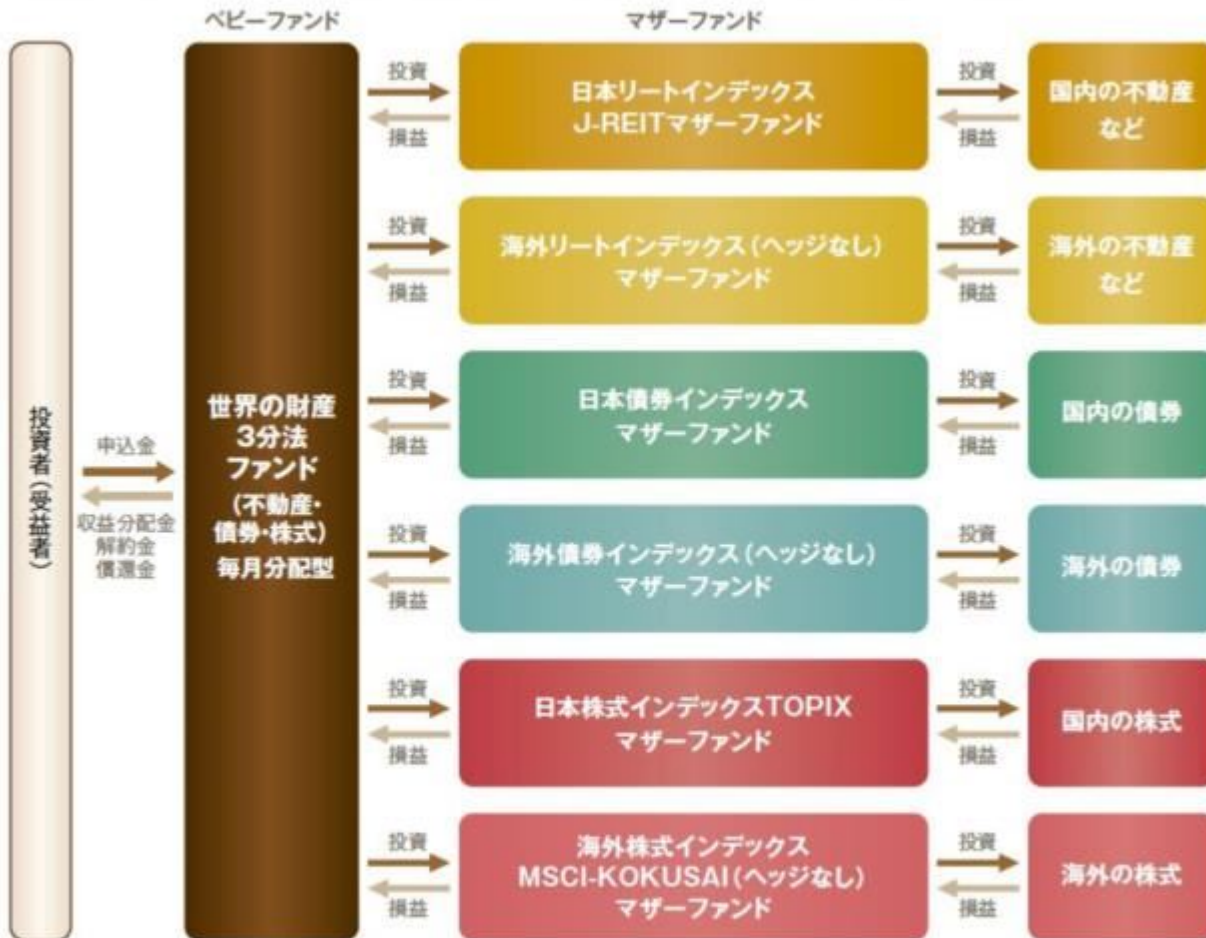 ベビーファンド
マザーファンド
投資者(受益者)
申込金
収益分配金
解約金
償還金
世界の財産
3分法
ファンド
(不動産・
債券・株式)
毎月分配型
投資
損益
日本リートインデックス
J-REITマザーファンド
投資
損益
国内の不動産
など
投資
損益
海外リートインデックス(ヘッジなし)
マザーファンド
投資
損益
海外の不動産
など
投資
損益
日本債券インデックス
マザーファンド
投資
損益
国内の債券
投資
損益
海外債券インデックス(ヘッジなし)
マザーファンド
投資
損益
海外の債券
投資
損益
日本株式インデックスTOPIX
マザーファンド
投資
損益
国内の株式
投資
損益
海外株式インデックス
MSCI-KOKUSAI(ヘッジなし)
マザーファンド
投資
損益
海外の株式